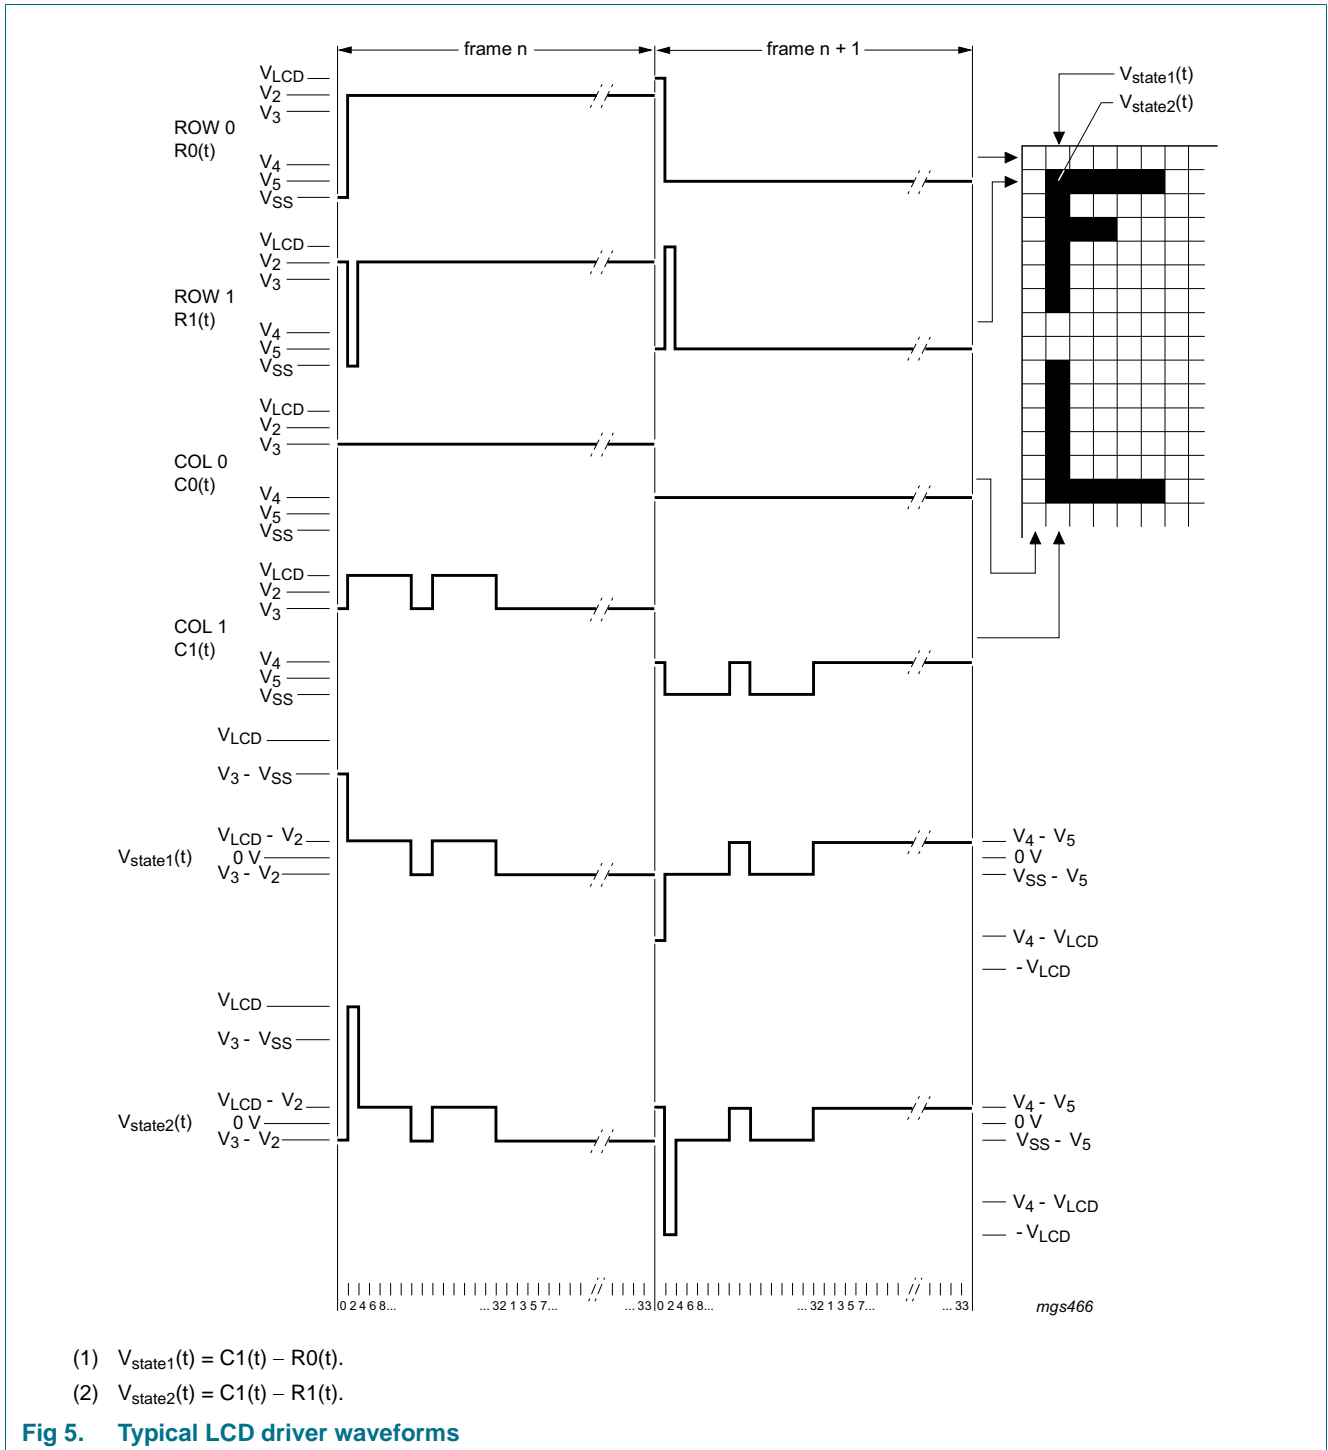 frame n
frame n + 1
VLCD
V2
V3
ROW 0
R0(t)
V4
V5
VSS
Vstate1(t)
Vstate2(t)
VLCD
V2
V3
ROW 1
R1(t)
V4
V5
VSS
VLCD
V2
V3
COL 0
C0(t)
V4
V5
VSS
VLCD
V2
V3
COL 1
C1(t)
V4
V5
VSS
VLCD
V3 - VSS
VLCD - V2
Vstate1(t)
0 V
V3 - V2
V4 - V5
0 V
VSS - V5
V4 - VLCD
- VLCD
VLCD
V3 - VSS
VLCD - V2
Vstate2(t)
0 V
V3 - V2
V4 - V5
0 V
VSS - V5
V4 - VLCD
- VLCD
0 2 4 6 8... ... 32 1 3 5 7... ... 33 0 2 4 6 8... ... 32 1 3 5 7... ... 33
mgs466
(1) Vstate1(t) = C1(t) − R0(t).
(2) Vstate2(t) = C1(t) − R1(t).
Fig 5. Typical LCD driver waveforms